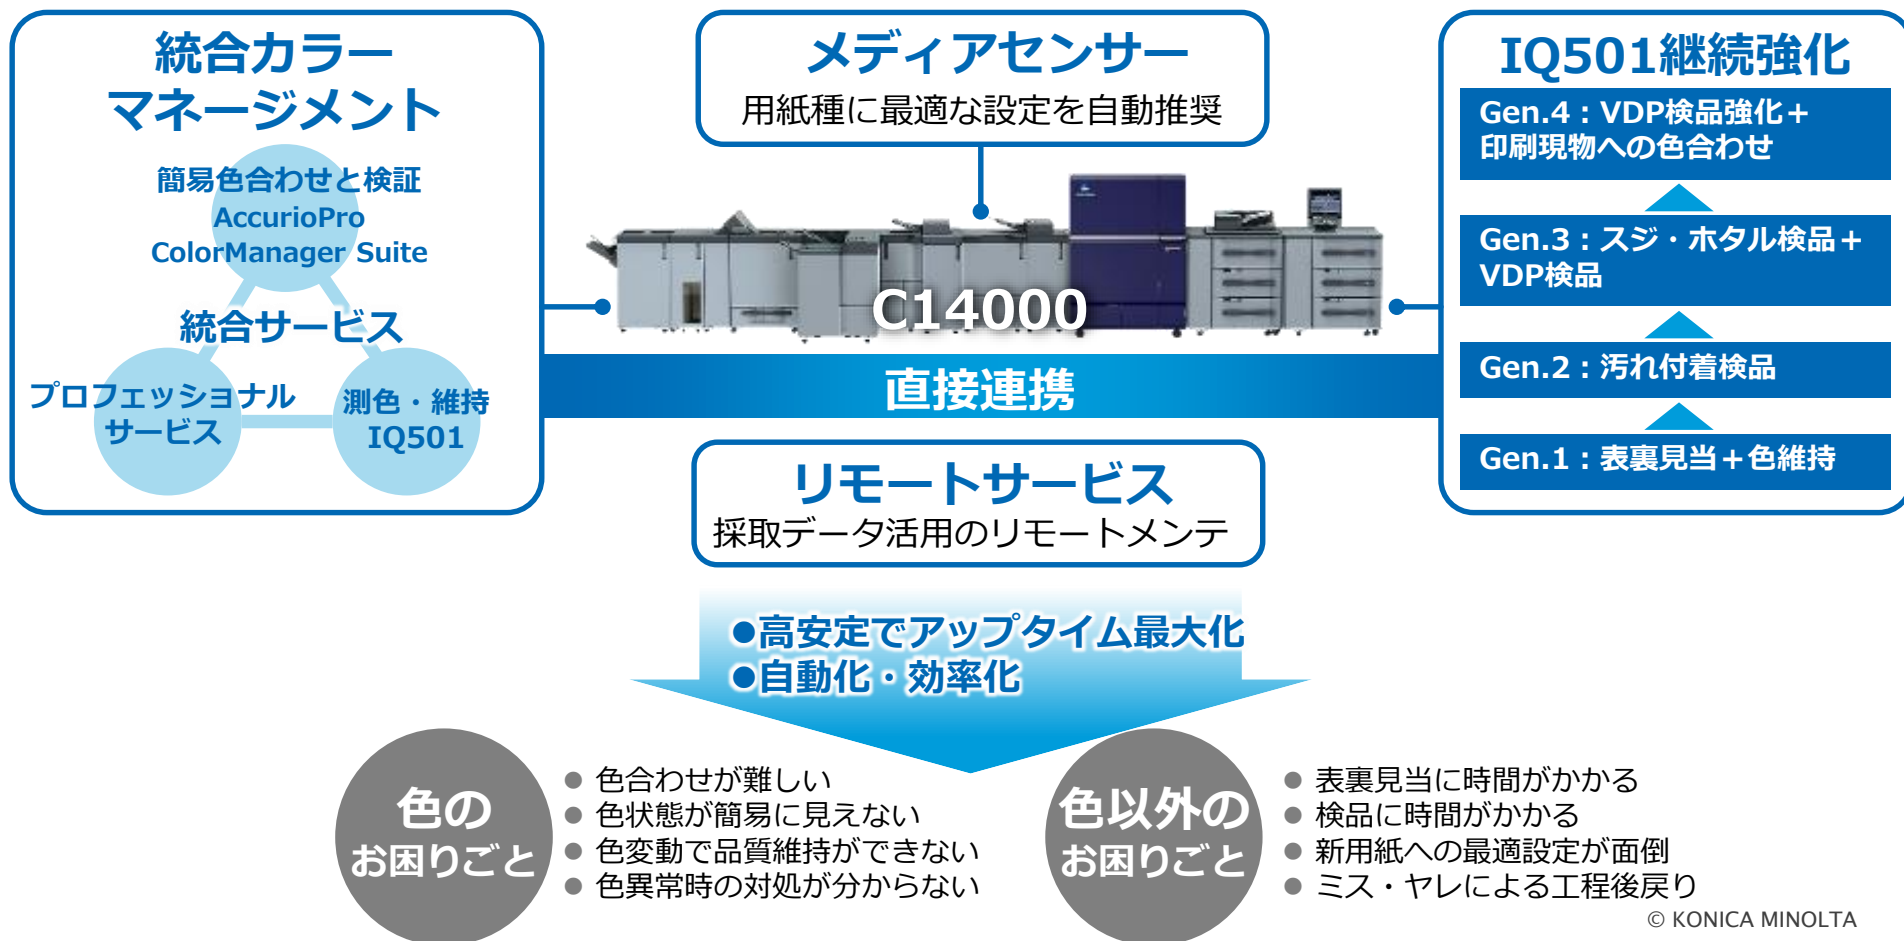 統合カラー
マネージメント
簡易色合わせと検証
AccurioPro
ColorManager Suite
統合サービス
プロフェッショナル
サービス
測色・維持
IQ501
メディアセンサー
用紙種に最適な設定を自動推奨
C14000
直接連携
リモートサービス
採取データ活用のリモートメンテ
IQ501継続強化
Gen.4：VDP検品強化＋
印刷現物への色合わせ
Gen.3：スジ・ホタル検品＋
VDP検品
Gen.2：汚れ付着検品
Gen.1：表裏見当＋色維持
●高安定でアップタイム最大化
●自動化・効率化
色の
お困りごと
● 色合わせが難しい
● 色状態が簡易に見えない
● 色変動で品質維持ができない
● 色異常時の対処が分からない
色以外の
お困りごと
● 表裏見当に時間がかかる
● 検品に時間がかかる
● 新用紙への最適設定が面倒
● ミス・ヤレによる工程後戻り
© KONICA MINOLTA